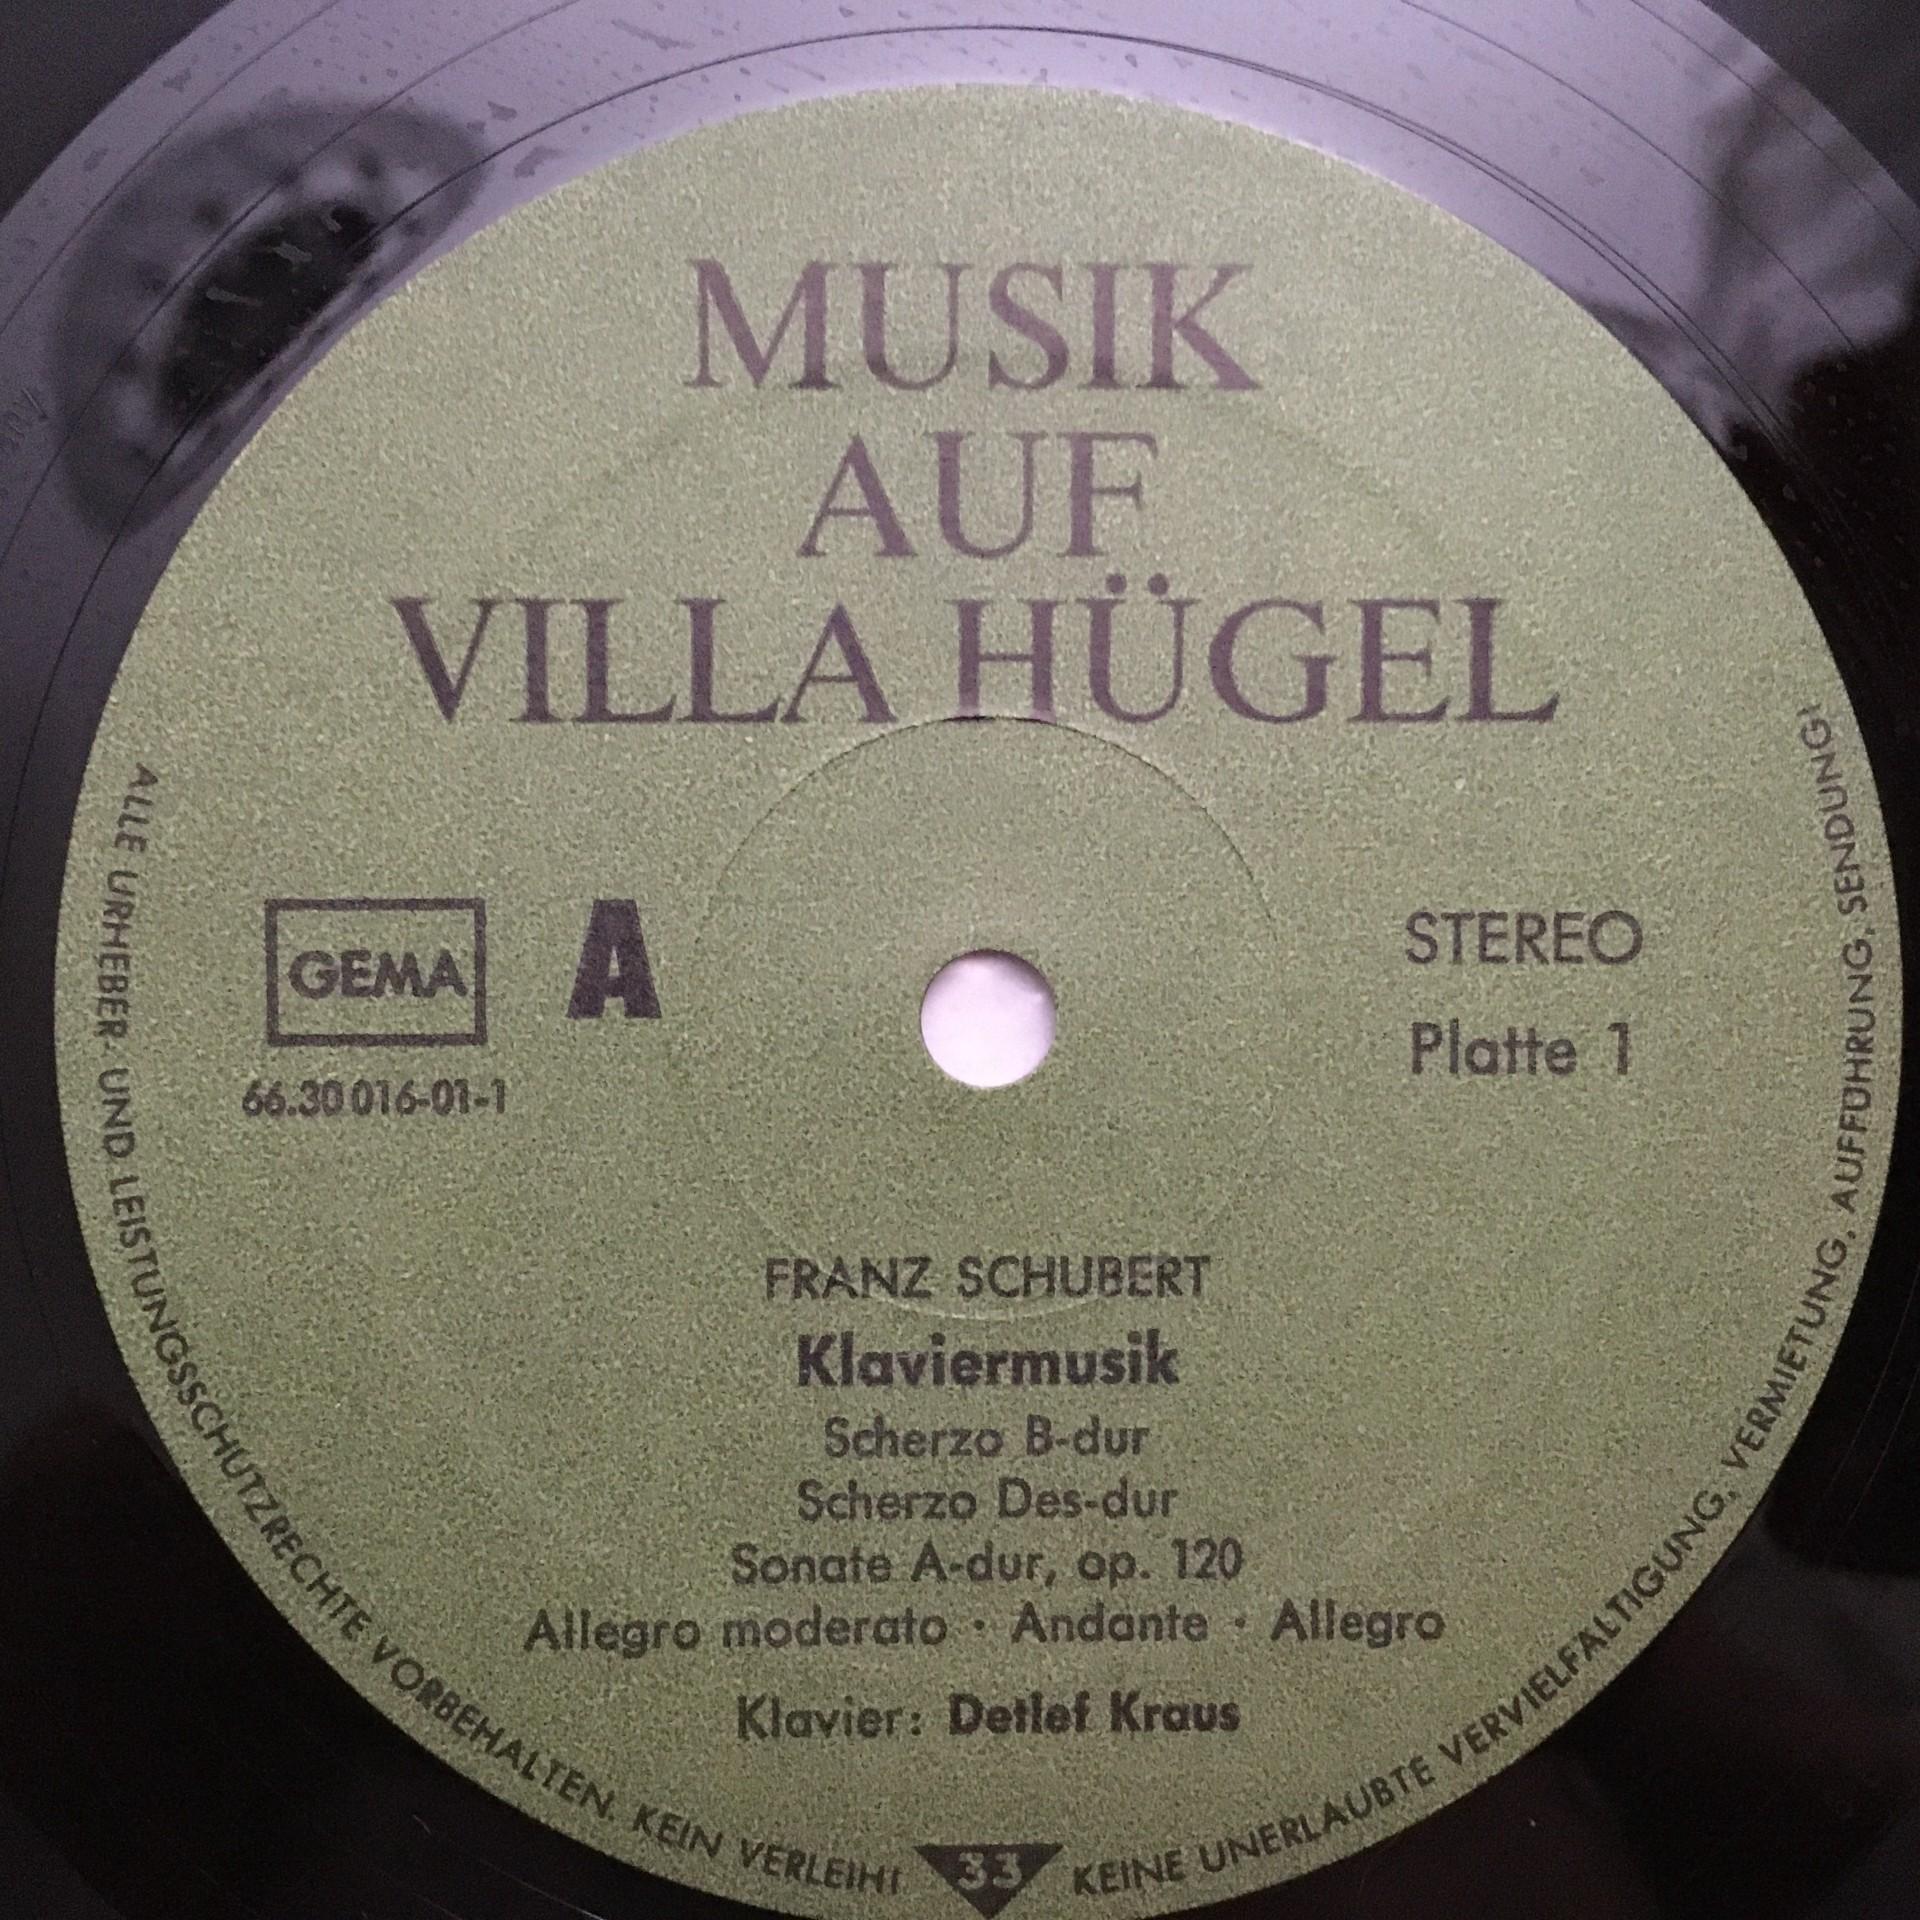 MUSIK
AUF
VILLA HÜGEL
GEMA
A
STEREO
Platte 1
66.30 016-01-1
FRANZ SCHUBERT
Klaviermusik
Scherzo B-dur
Scherzo Des-dur
Sonate A-dur, op. 120
Allegro moderato · Andante · Allegro
Klavier: Detlef Kraus
ALLE URHEBER- UND LEISTUNGSSCHUTZRECHTE VORBEHALTEN. KEIN VERLEIH! 33 KEINE UNERLAUBTE VERVIELFÄLTIGUNG, VERMIETUNG, AUFFÜHRUNG, SENDUNG!